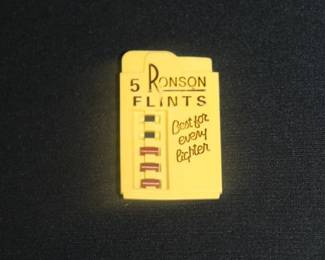 5 RONSON
FLINTS
Best for
every
lighter